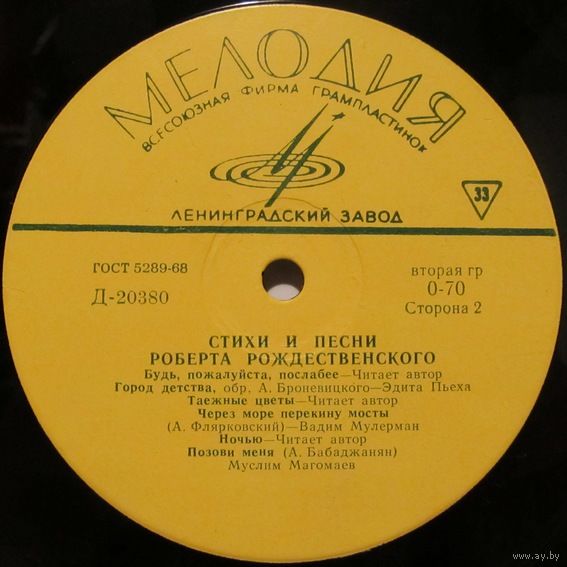 МЕЛОДИЯ
ВСЕСОЮЗНАЯ ФИРМА ГРАМПЛАСТИНОК
33
ЛЕНИНГРАДСКИЙ ЗАВОД
ГОСТ 5289-68
Д-20380
вторая гр
0-70
Сторона 2
СТИХИ И ПЕСНИ
РОБЕРТА РОЖДЕСТВЕНСКОГО
Будь, пожалуйста, послабее—Читает автор
Город детства, обр. А. Броневицкого—Эдита Пьеха
Таежные цветы—Читает автор
Через море перекину мосты
(А. Флярковский)—Вадим Мулерман
Ночью—Читает автор
Позови меня (А. Бабаджанян)
Муслим Магомаев
www.ay.by